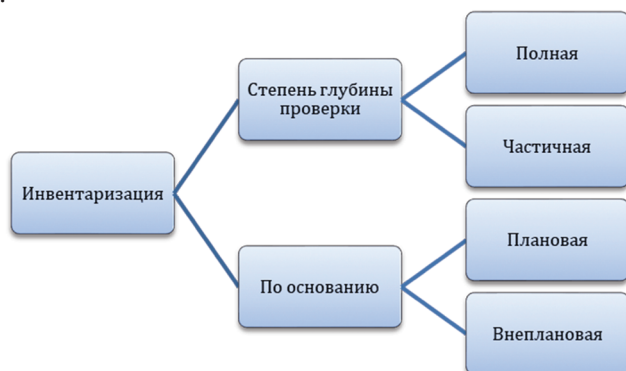 Инвентаризация
Степень глубины
проверки
Полная
Частичная
По основанию
Плановая
Внеплановая